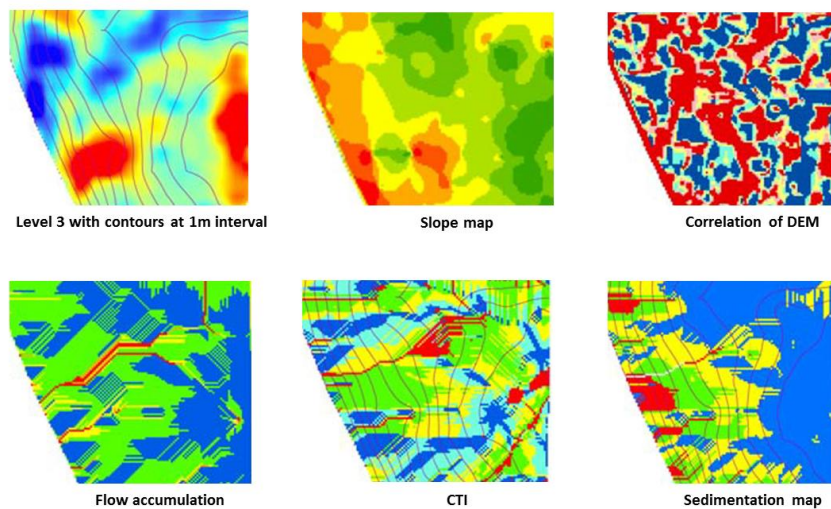 Level 3 with contours at 1m interval
Slope map
Correlation of DEM
Flow accumulation
CTI
Sedimentation map